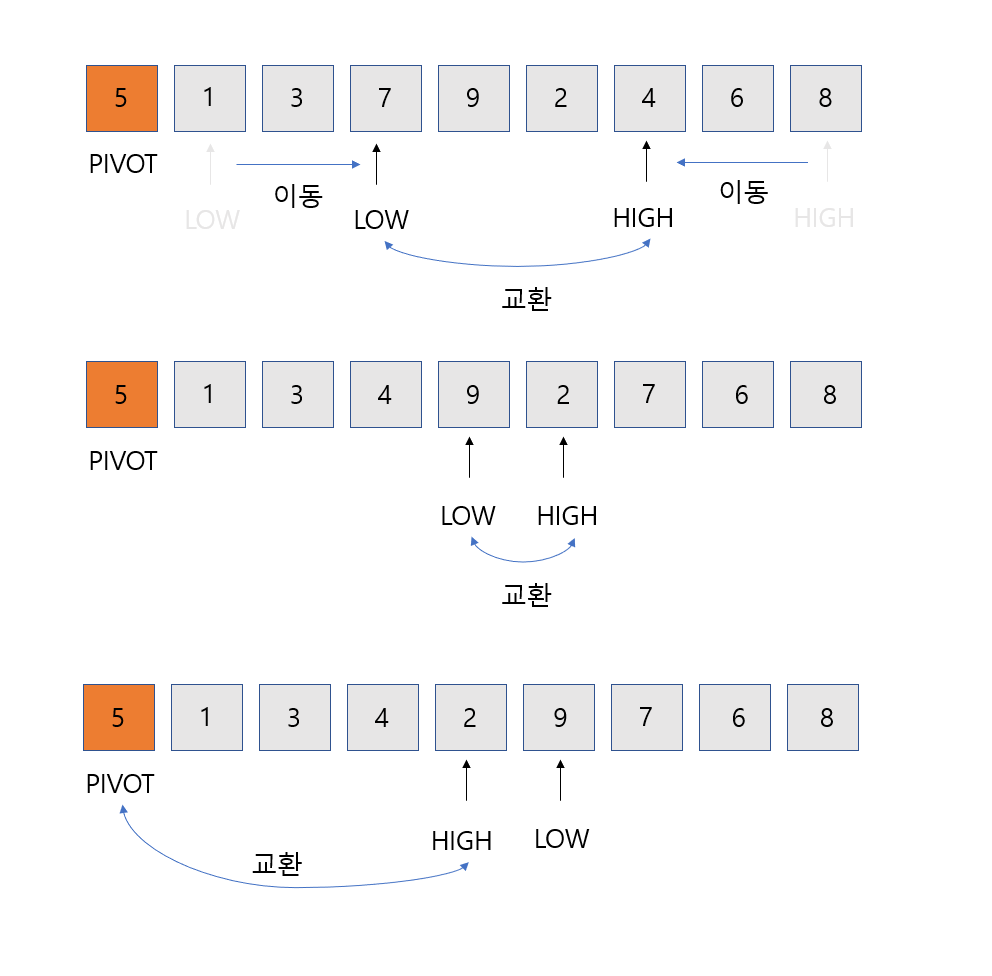 5 1 3 7 9 2 4 6 8
PIVOT
이동 이동
LOW LOW HIGH HIGH
교환
5 1 3 4 9 2 7 6 8
PIVOT
LOW HIGH
교환
5 1 3 4 2 9 7 6 8
PIVOT
HIGH LOW
교환